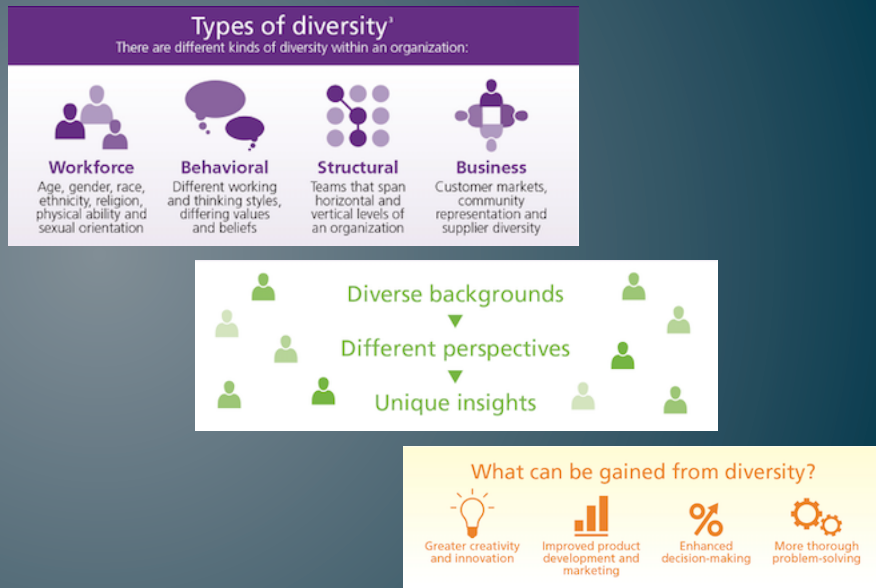 Types of diversity³
There are different kinds of diversity within an organization:
Workforce
Age, gender, race,
ethnicity, religion,
physical ability and
sexual orientation
Behavioral
Different working
and thinking styles,
differing values
and beliefs
Structural
Teams that span
horizontal and
vertical levels of
an organization
Business
Customer markets,
community
representation and
supplier diversity
Diverse backgrounds
Different perspectives
Unique insights
What can be gained from diversity?
Greater creativity
and innovation
Improved product
development and
marketing
Enhanced
decision-making
More thorough
problem-solving